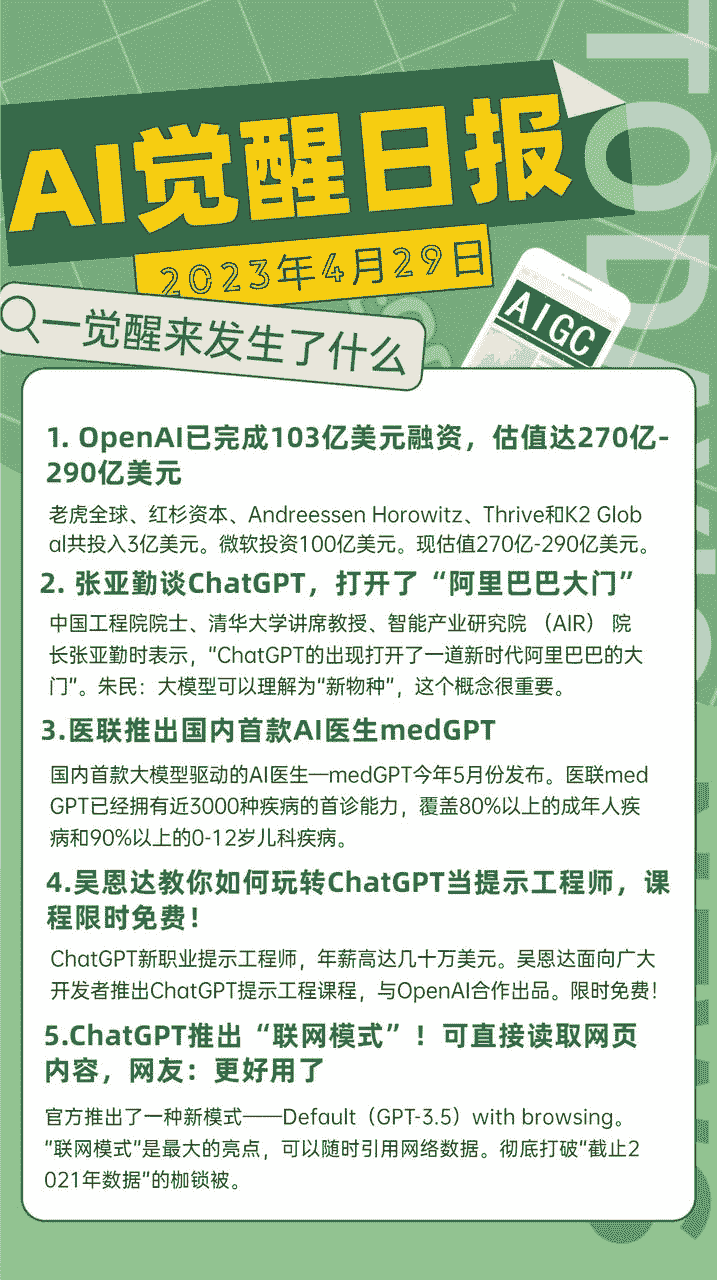 AI觉醒日报
2023年4月29日
一觉醒来发生了什么
AIGC
1. OpenAI已完成103亿美元融资，估值达270亿-
290亿美元
老虎全球、红杉资本、Andreessen Horowitz、Thrive和K2 Glob
al共投入3亿美元。微软投资100亿美元。现估值270亿-290亿美元。
2. 张亚勤谈ChatGPT，打开了“阿里巴巴大门”
中国工程院院士、清华大学讲席教授、智能产业研究院 （AIR） 院
长张亚勤时表示，“ChatGPT的出现打开了一道新时代阿里巴巴的大
门”。朱民：大模型可以理解为“新物种”，这个概念很重要。
3.医联推出国内首款AI医生medGPT
国内首款大模型驱动的AI医生—medGPT今年5月份发布。医联med
GPT已经拥有近3000种疾病的首诊能力，覆盖80%以上的成年人疾
病和90%以上的0-12岁儿科疾病。
4.吴恩达教你如何玩转ChatGPT当提示工程师，课
程限时免费！
ChatGPT新职业提示工程师，年薪高达几十万美元。吴恩达面向广大
开发者推出ChatGPT提示工程课程，与OpenAI合作出品。限时免费！
5.ChatGPT推出“联网模式”！可直接读取网页
内容，网友：更好用了
官方推出了一种新模式——Default（GPT-3.5）with browsing。
”联网模式”是最大的亮点，可以随时引用网络数据。彻底打破“截止2
021年数据”的枷锁被。